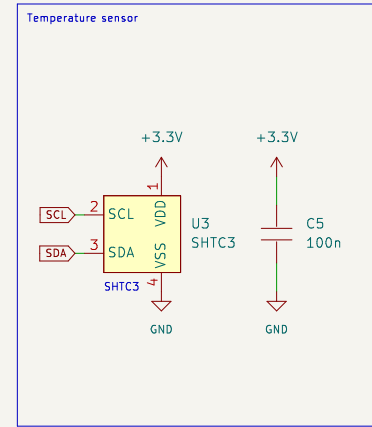 Temperature sensor
+3.3V
+3.3V
1
SCL
2
SCL
VDD
U3
SHTC3
C5
100n
SDA
3
SDA
VSS
SHTC3
4
GND
GND